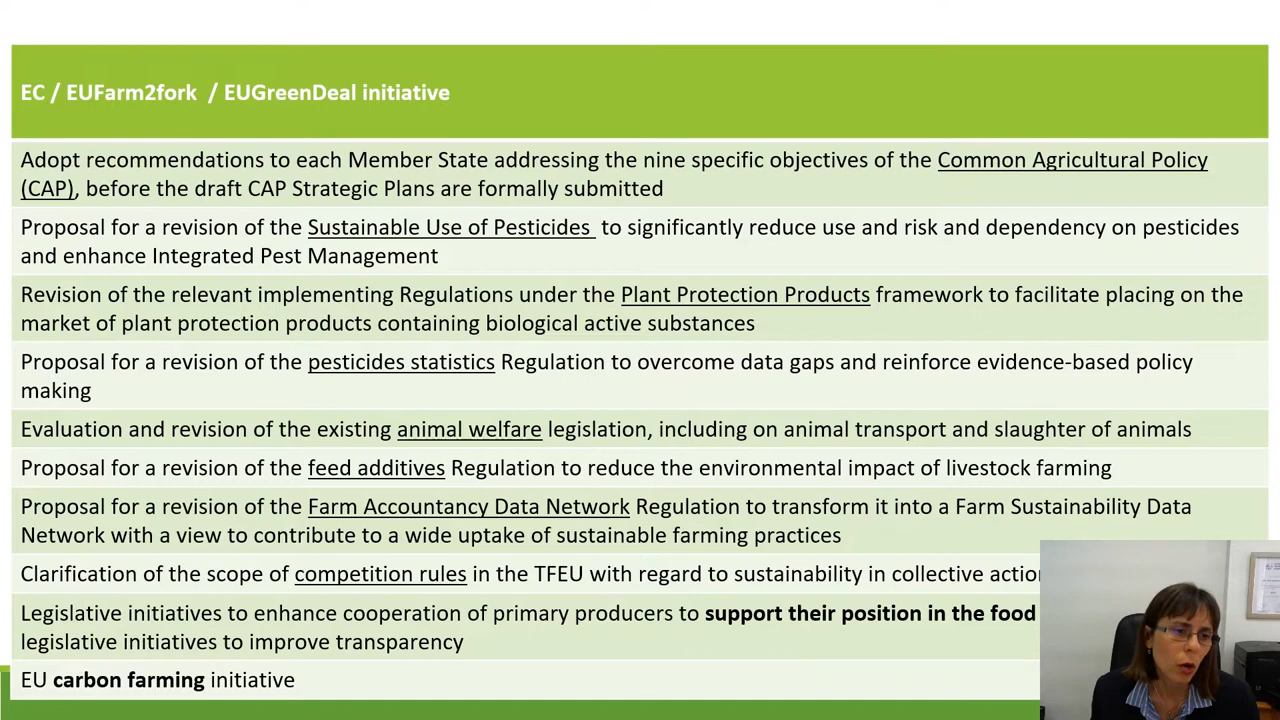 EC / EUFarm2fork / EUGreenDeal initiative
Adopt recommendations to each Member State addressing the nine specific objectives of the Common Agricultural Policy
(CAP), before the draft CAP Strategic Plans are formally submitted
Proposal for a revision of the Sustainable Use of Pesticides to significantly reduce use and risk and dependency on pesticides
and enhance Integrated Pest Management
Revision of the relevant implementing Regulations under the Plant Protection Products framework to facilitate placing on the
market of plant protection products containing biological active substances
Proposal for a revision of the pesticides statistics Regulation to overcome data gaps and reinforce evidence-based policy
making
Evaluation and revision of the existing animal welfare legislation, including on animal transport and slaughter of animals
Proposal for a revision of the feed additives Regulation to reduce the environmental impact of livestock farming
Proposal for a revision of the Farm Accountancy Data Network Regulation to transform it into a Farm Sustainability Data
Network with a view to contribute to a wide uptake of sustainable farming practices
Clarification of the scope of competition rules in the TFEU with regard to sustainability in collective
Legislative initiatives to enhance cooperation of primary producers to support their position in the food
legislative initiatives to improve transparency
EU carbon farming initiative